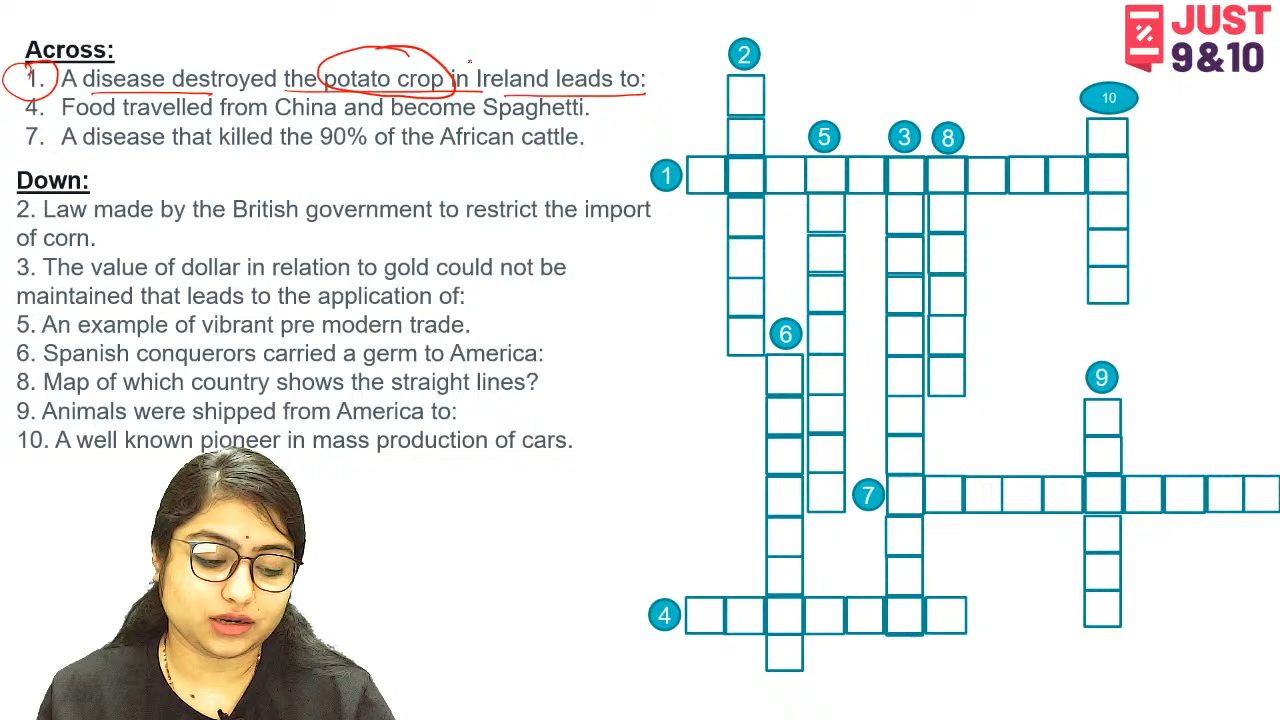 Across:
1. A disease destroyed the potato crop in Ireland leads to:
4. Food travelled from China and become Spaghetti.
7. A disease that killed the 90% of the African cattle.
Down:
2. Law made by the British government to restrict the import
of corn.
3. The value of dollar in relation to gold could not be
maintained that leads to the application of:
5. An example of vibrant pre modern trade.
6. Spanish conquerors carried a germ to America:
8. Map of which country shows the straight lines?
9. Animals were shipped from America to:
10. A well known pioneer in mass production of cars.
JUST
9&10
2
10
5
3
8
1
6
9
7
4